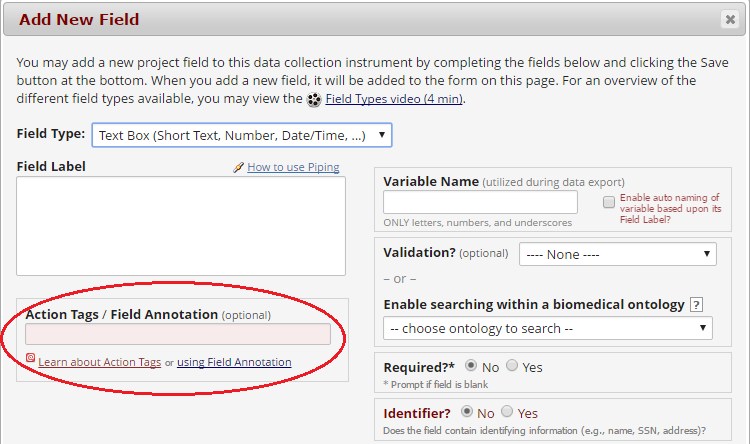 Add New Field
You may add a new project field to this data collection instrument by completing the fields below and clicking the Save
button at the bottom. When you add a new field, it will be added to the form on this page. For an overview of the
different field types available, you may view the Field Types video (4 min).
Field Type: Text Box (Short Text, Number, Date/Time, ...)
Field Label How to use Piping
Action Tags / Field Annotation (optional)
Learn about Action Tags or using Field Annotation
Variable Name (utilized during data export)
ONLY letters, numbers, and underscores
Enable auto naming of
variable based upon its
Field Label?
Validation? (optional) ---- None ----
– or –
Enable searching within a biomedical ontology ?
-- choose ontology to search --
Required?* No Yes
* Prompt if field is blank
Identifier? No Yes
Does the field contain identifying information (e.g., name, SSN, address)?